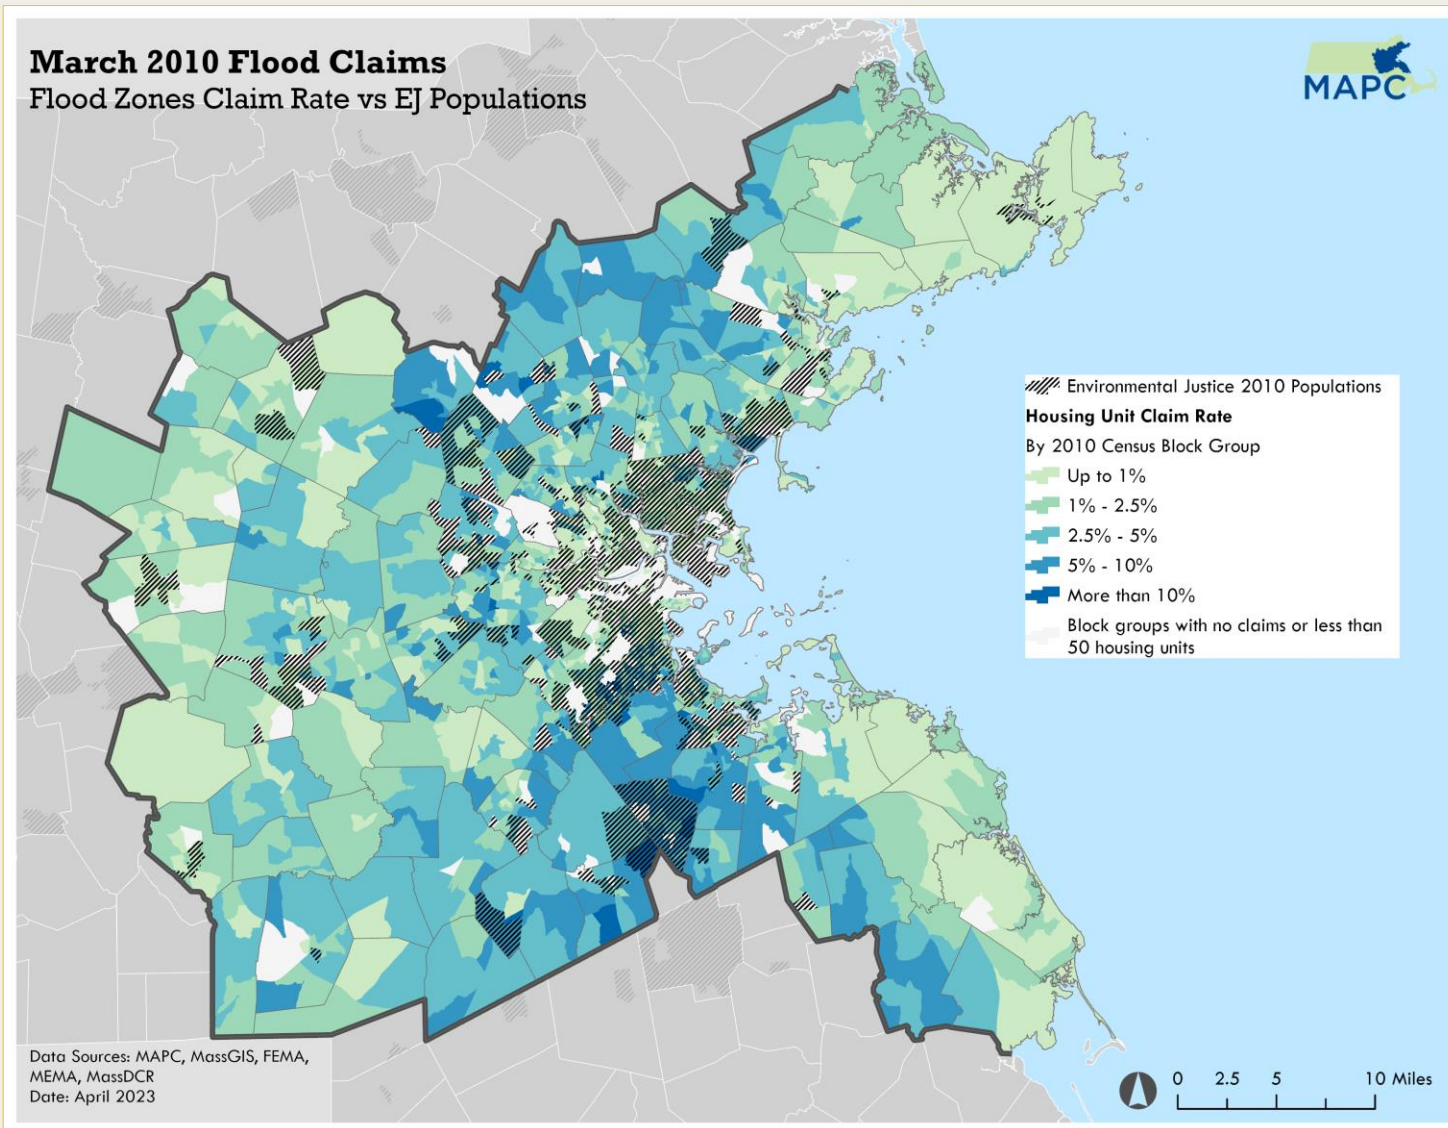 March 2010 Flood Claims
Flood Zones Claim Rate vs EJ Populations
MAPC
Environmental Justice 2010 Populations
Housing Unit Claim Rate
By 2010 Census Block Group
Up to 1%
1% - 2.5%
2.5% - 5%
5% - 10%
More than 10%
Block groups with no claims or less than
50 housing units
Data Sources: MAPC, MassGIS, FEMA,
MEMA, MassDCR
Date: April 2023
0 2.5 5 10 Miles